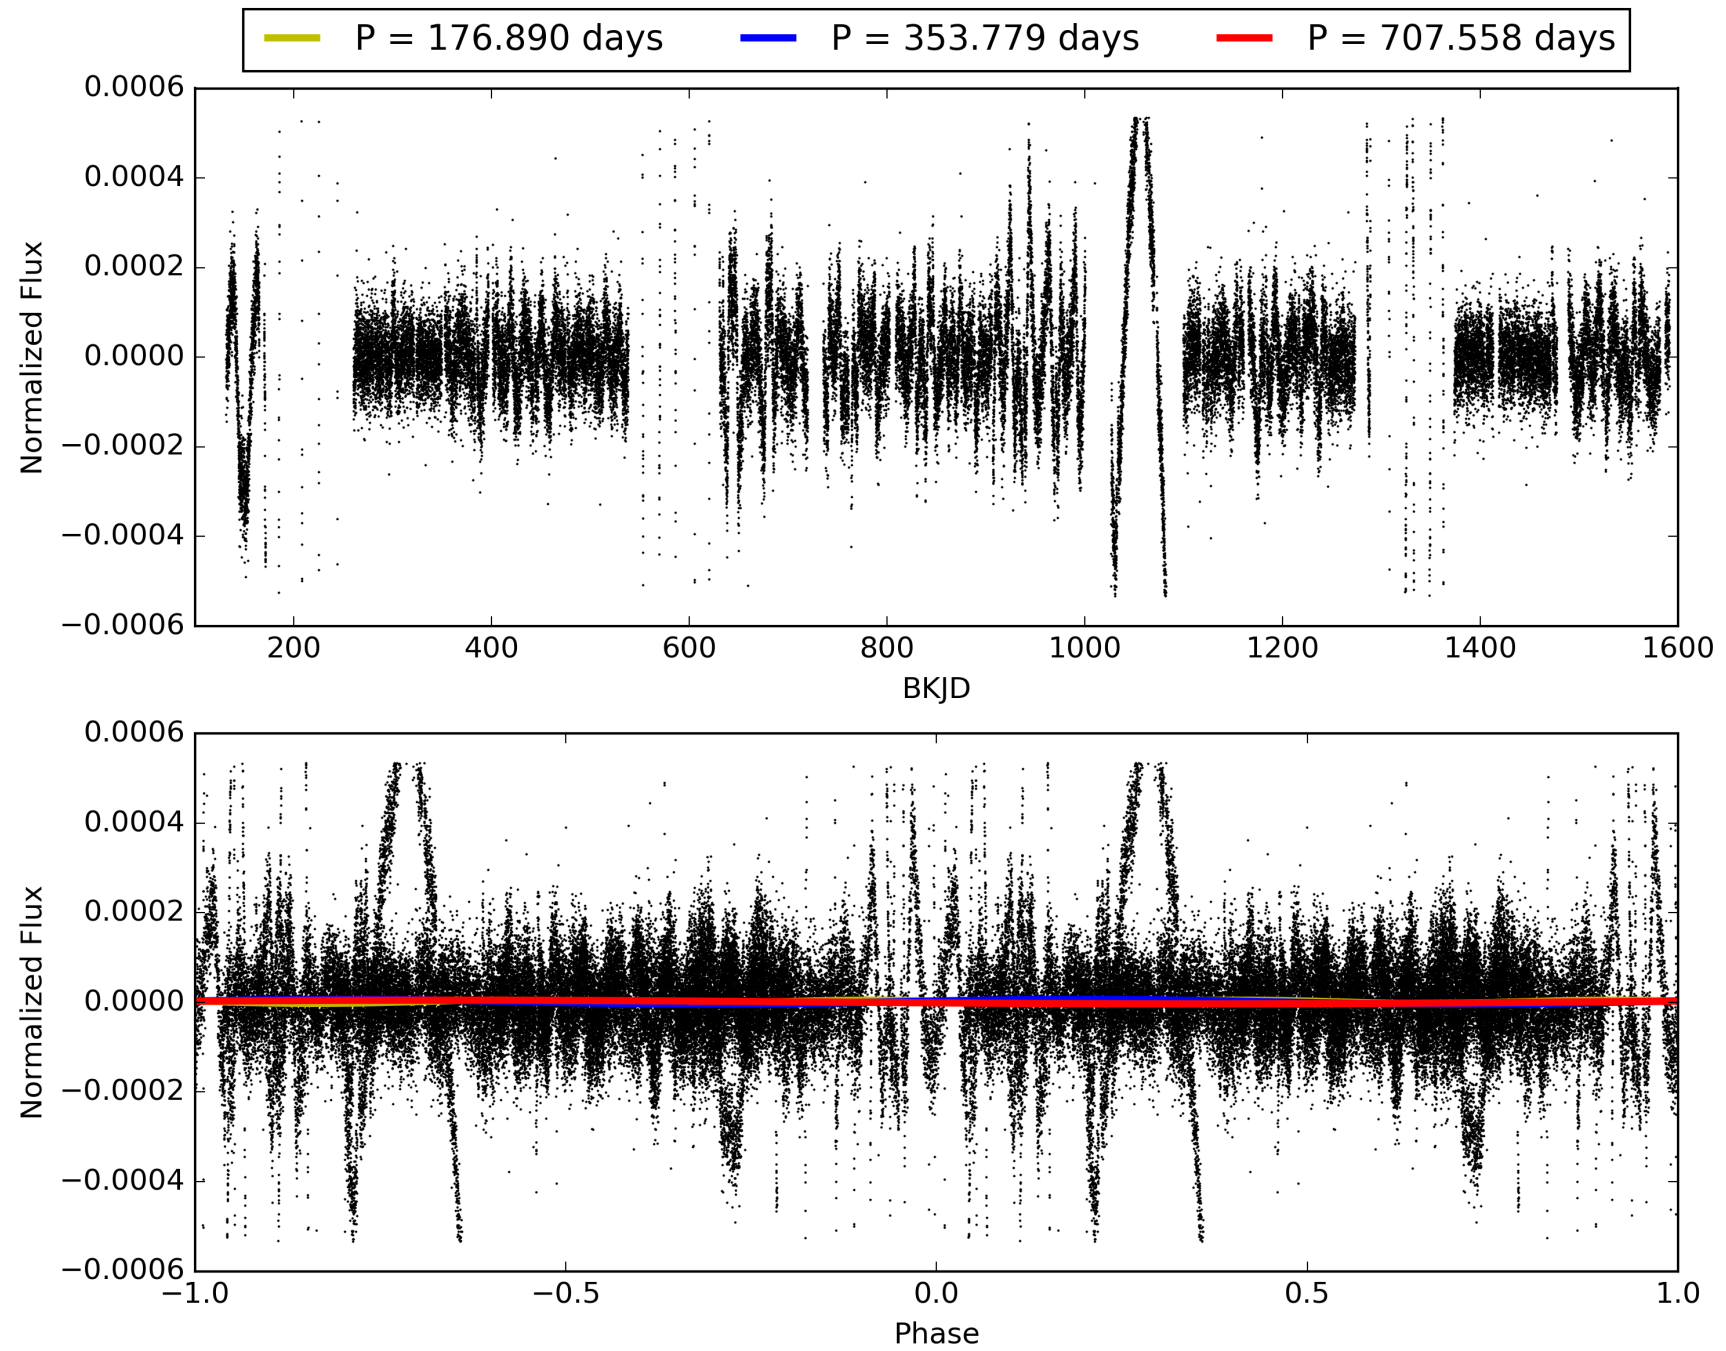 P = 176.890 days P = 353.779 days P = 707.558 days
0.0006
0.0004
0.0002
0.0000
−0.0002
−0.0004
−0.0006
Normalized Flux
200 400 600 800 1000 1200 1400 1600
BKJD
0.0006
0.0004
0.0002
0.0000
−0.0002
−0.0004
−0.0006
Normalized Flux
−1.0 −0.5 0.0 0.5 1.0
Phase